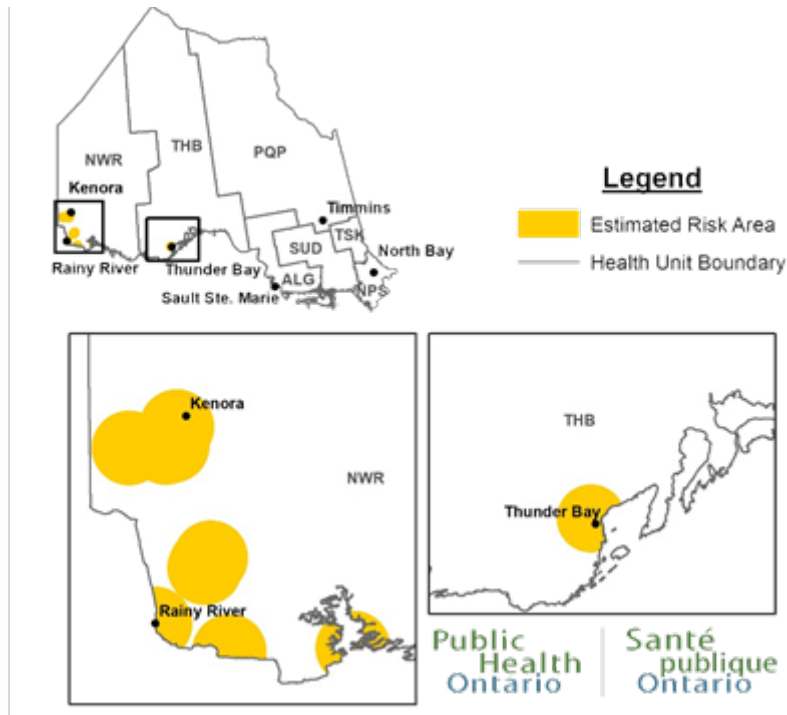 THB
NWR
PQP
Kenora
Timmins
TSK
SUD
North Bay
Rainy River
Thunder Bay
ALG
NPS
Sault Ste. Marie
Legend
Estimated Risk Area
Health Unit Boundary
Kenora
NWR
Rainy River
THB
Thunder Bay
Public
Health
Ontario
Santé
publique
Ontario